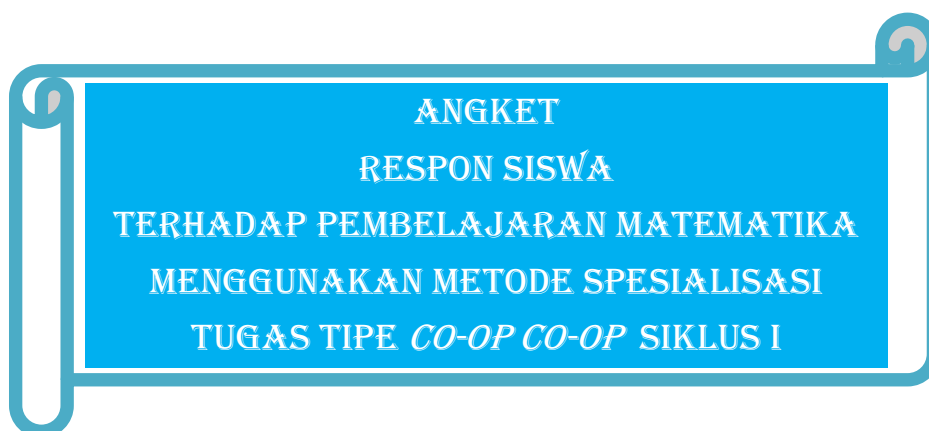 ANGKET
RESPON SISWA
TERHADAP PEMBELAJARAN MATEMATIKA
MENGGUNAKAN METODE SPESIALISASI
TUGAS TIPE CO-OP CO-OP SIKLUS I